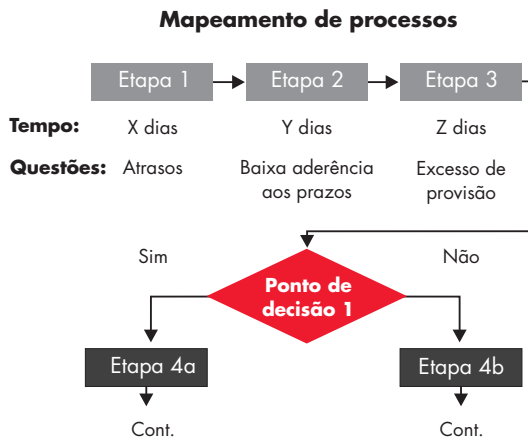 Mapeamento de processos
Etapa 1 Etapa 2 Etapa 3
Tempo: X dias Y dias Z dias
Questões: Atrasos Baixa aderência Excesso de
aos prazos provisão
Sim Não
Ponto de
decisão 1
Etapa 4a Etapa 4b
Cont. Cont.